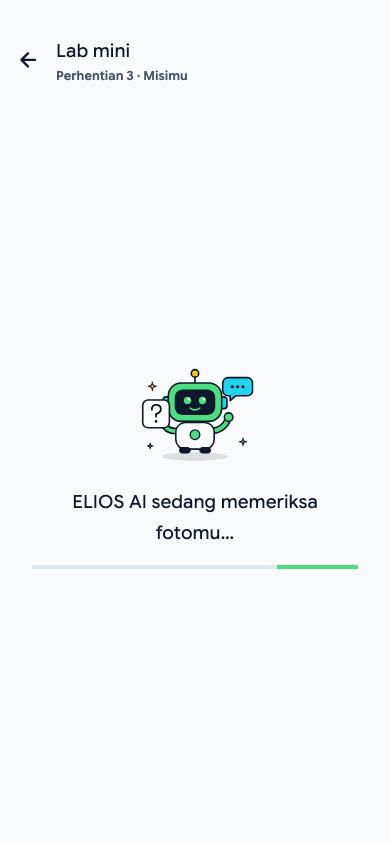 Lab mini
Perhentian 3 · Misimu
?
ELIOS AI sedang memeriksa
fotomu...